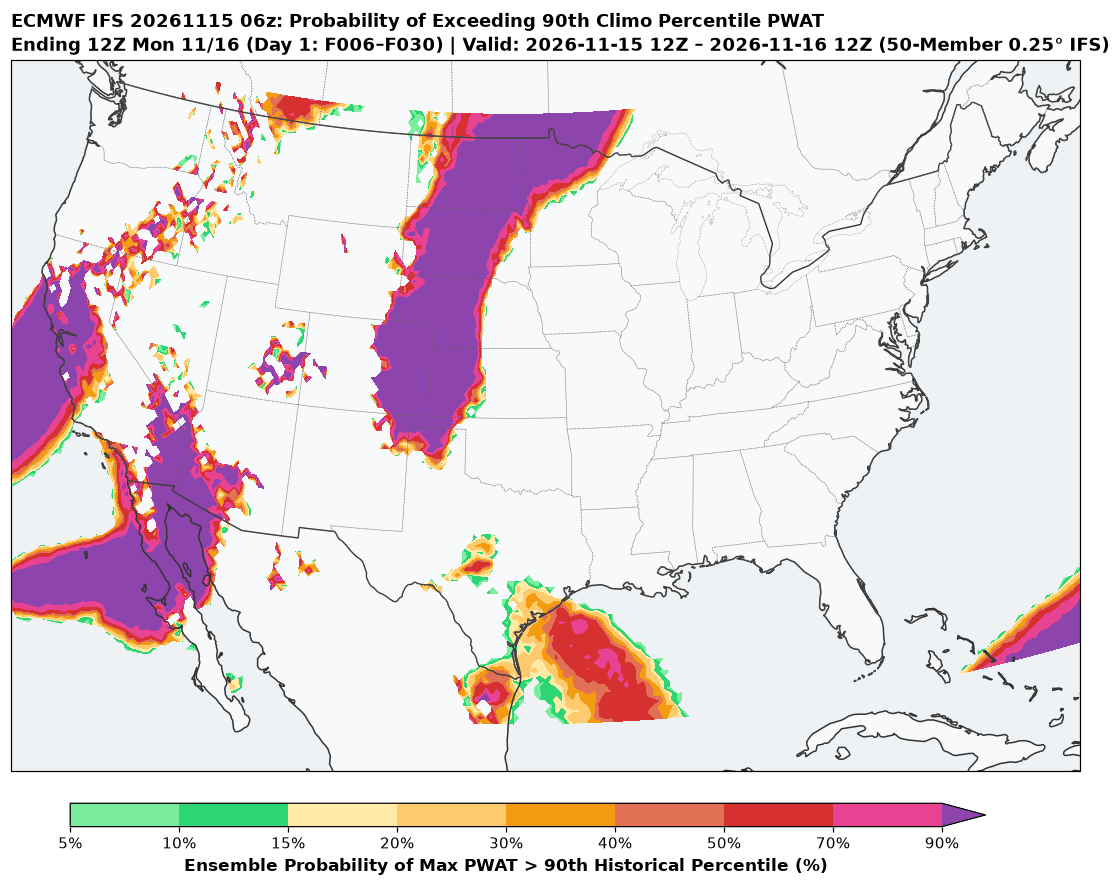 ECMWF IFS 20261115 06z: Probability of Exceeding 90th Climo Percentile PWAT
Ending 12Z Mon 11/16 (Day 1: F006–F030) | Valid: 2026-11-15 12Z – 2026-11-16 12Z (50-Member 0.25° IFS)
5% 10% 15% 20% 30% 40% 50% 70% 90%
Ensemble Probability of Max PWAT > 90th Historical Percentile (%)